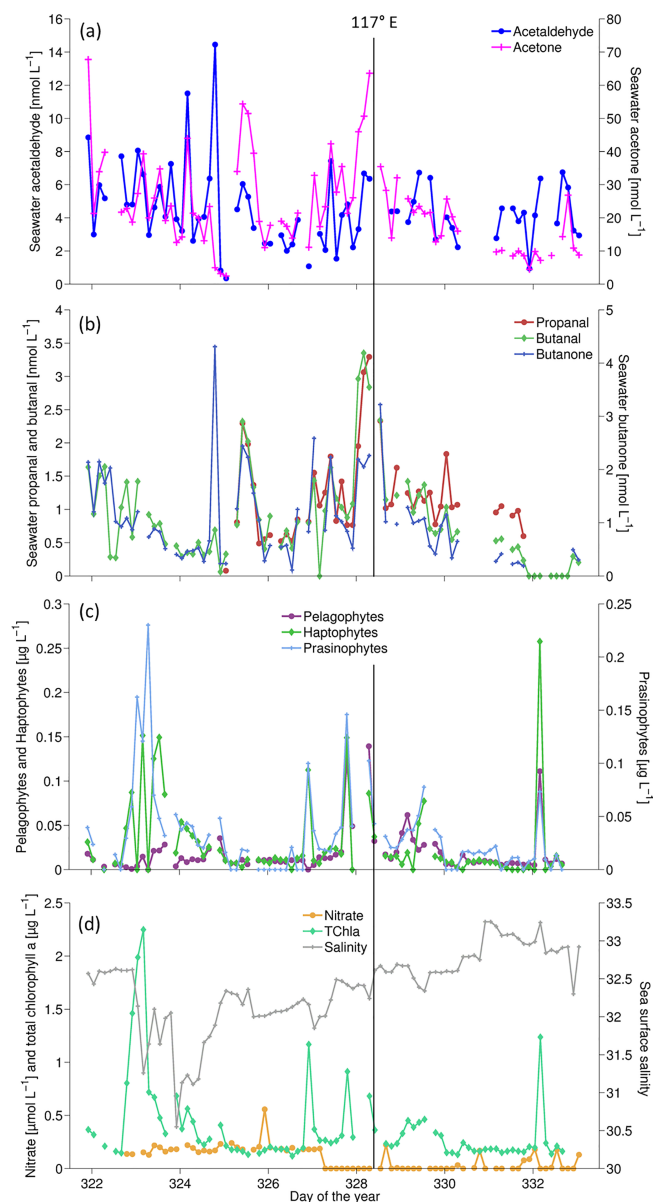 117° E
(a)
Acetaldehyde
Acetone
Seawater acetaldehyde [nmol L−1]
16
14
12
10
8
6
4
2
0
80
70
60
50
40
30
20
10
0
Seawater acetone [nmol L−1]
(b)
Propanal
Butanal
Butanone
Seawater propanal and butanal [nmol L−1]
4
3.5
3
2.5
2
1.5
1
0.5
0
5
4
3
2
1
0
Seawater butanone [nmol L−1]
(c)
Pelagophytes
Haptophytes
Prasinophytes
Pelagophytes and Haptophytes [µg L−1]
0.3
0.25
0.2
0.15
0.1
0.05
0
0.25
0.2
0.15
0.1
0.05
0
Prasinophytes [µg L−1]
(d)
Nitrate
TChla
Salinity
Nitrate [µmol L−1] and total chlorophyll a [µg L−1]
2.5
2
1.5
1
0.5
0
33.5
33
32.5
32
31.5
31
30.5
30
Sea surface salinity
322 324 326 328 330 332
Day of the year